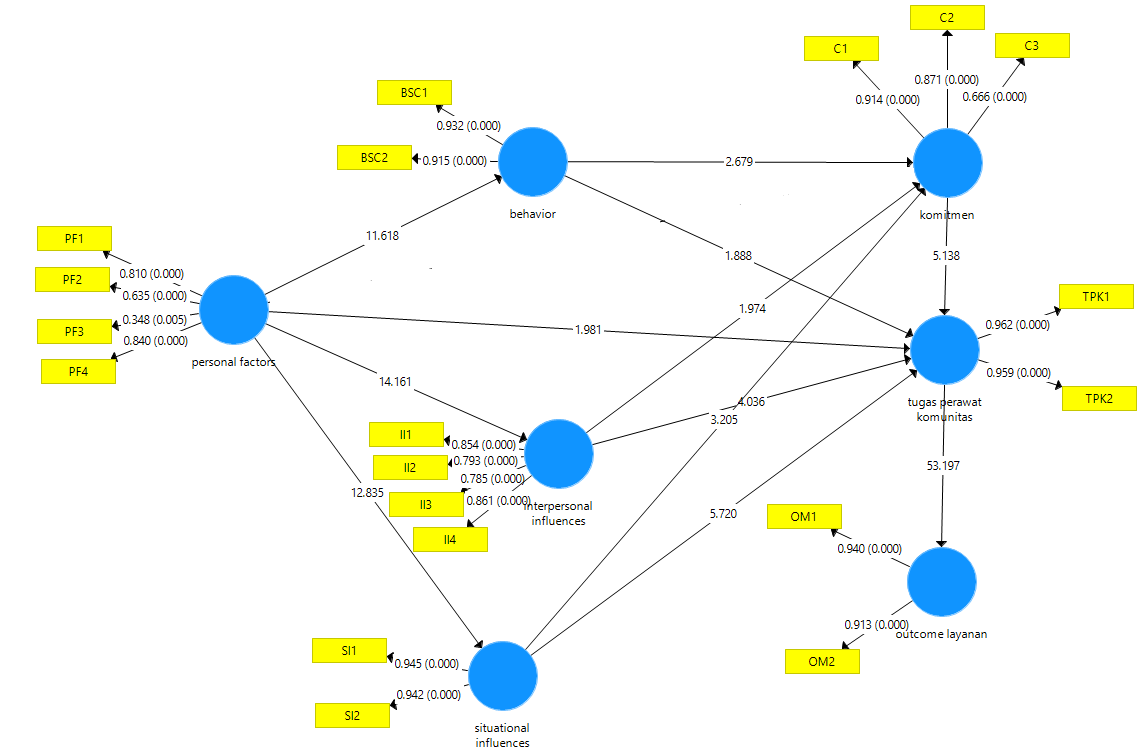 C2
C1
C3
0.871 (0.000)
0.914 (0.000)
0.666 (0.000)
BSC1
0.932 (0.000)
BSC2
0.915 (0.000)
behavior
2.679
komitmen
11.618
1.888
5.138
PF1
0.810 (0.000)
PF2
0.635 (0.000)
PF3
0.348 (0.005)
PF4
0.840 (0.000)
personal factors
1.981
1.974
TPK1
0.962 (0.000)
0.959 (0.000)
TPK2
tugas perawat
komunitas
14.161
4.036
3.205
II1
0.854 (0.000)
II2
0.793 (0.000)
II3
0.785 (0.000)
II4
0.861 (0.000)
interpersonal
influences
12.835
53.197
5.720
OM1
0.940 (0.000)
0.913 (0.000)
OM2
outcome layanan
SI1
0.945 (0.000)
SI2
0.942 (0.000)
situational
influences